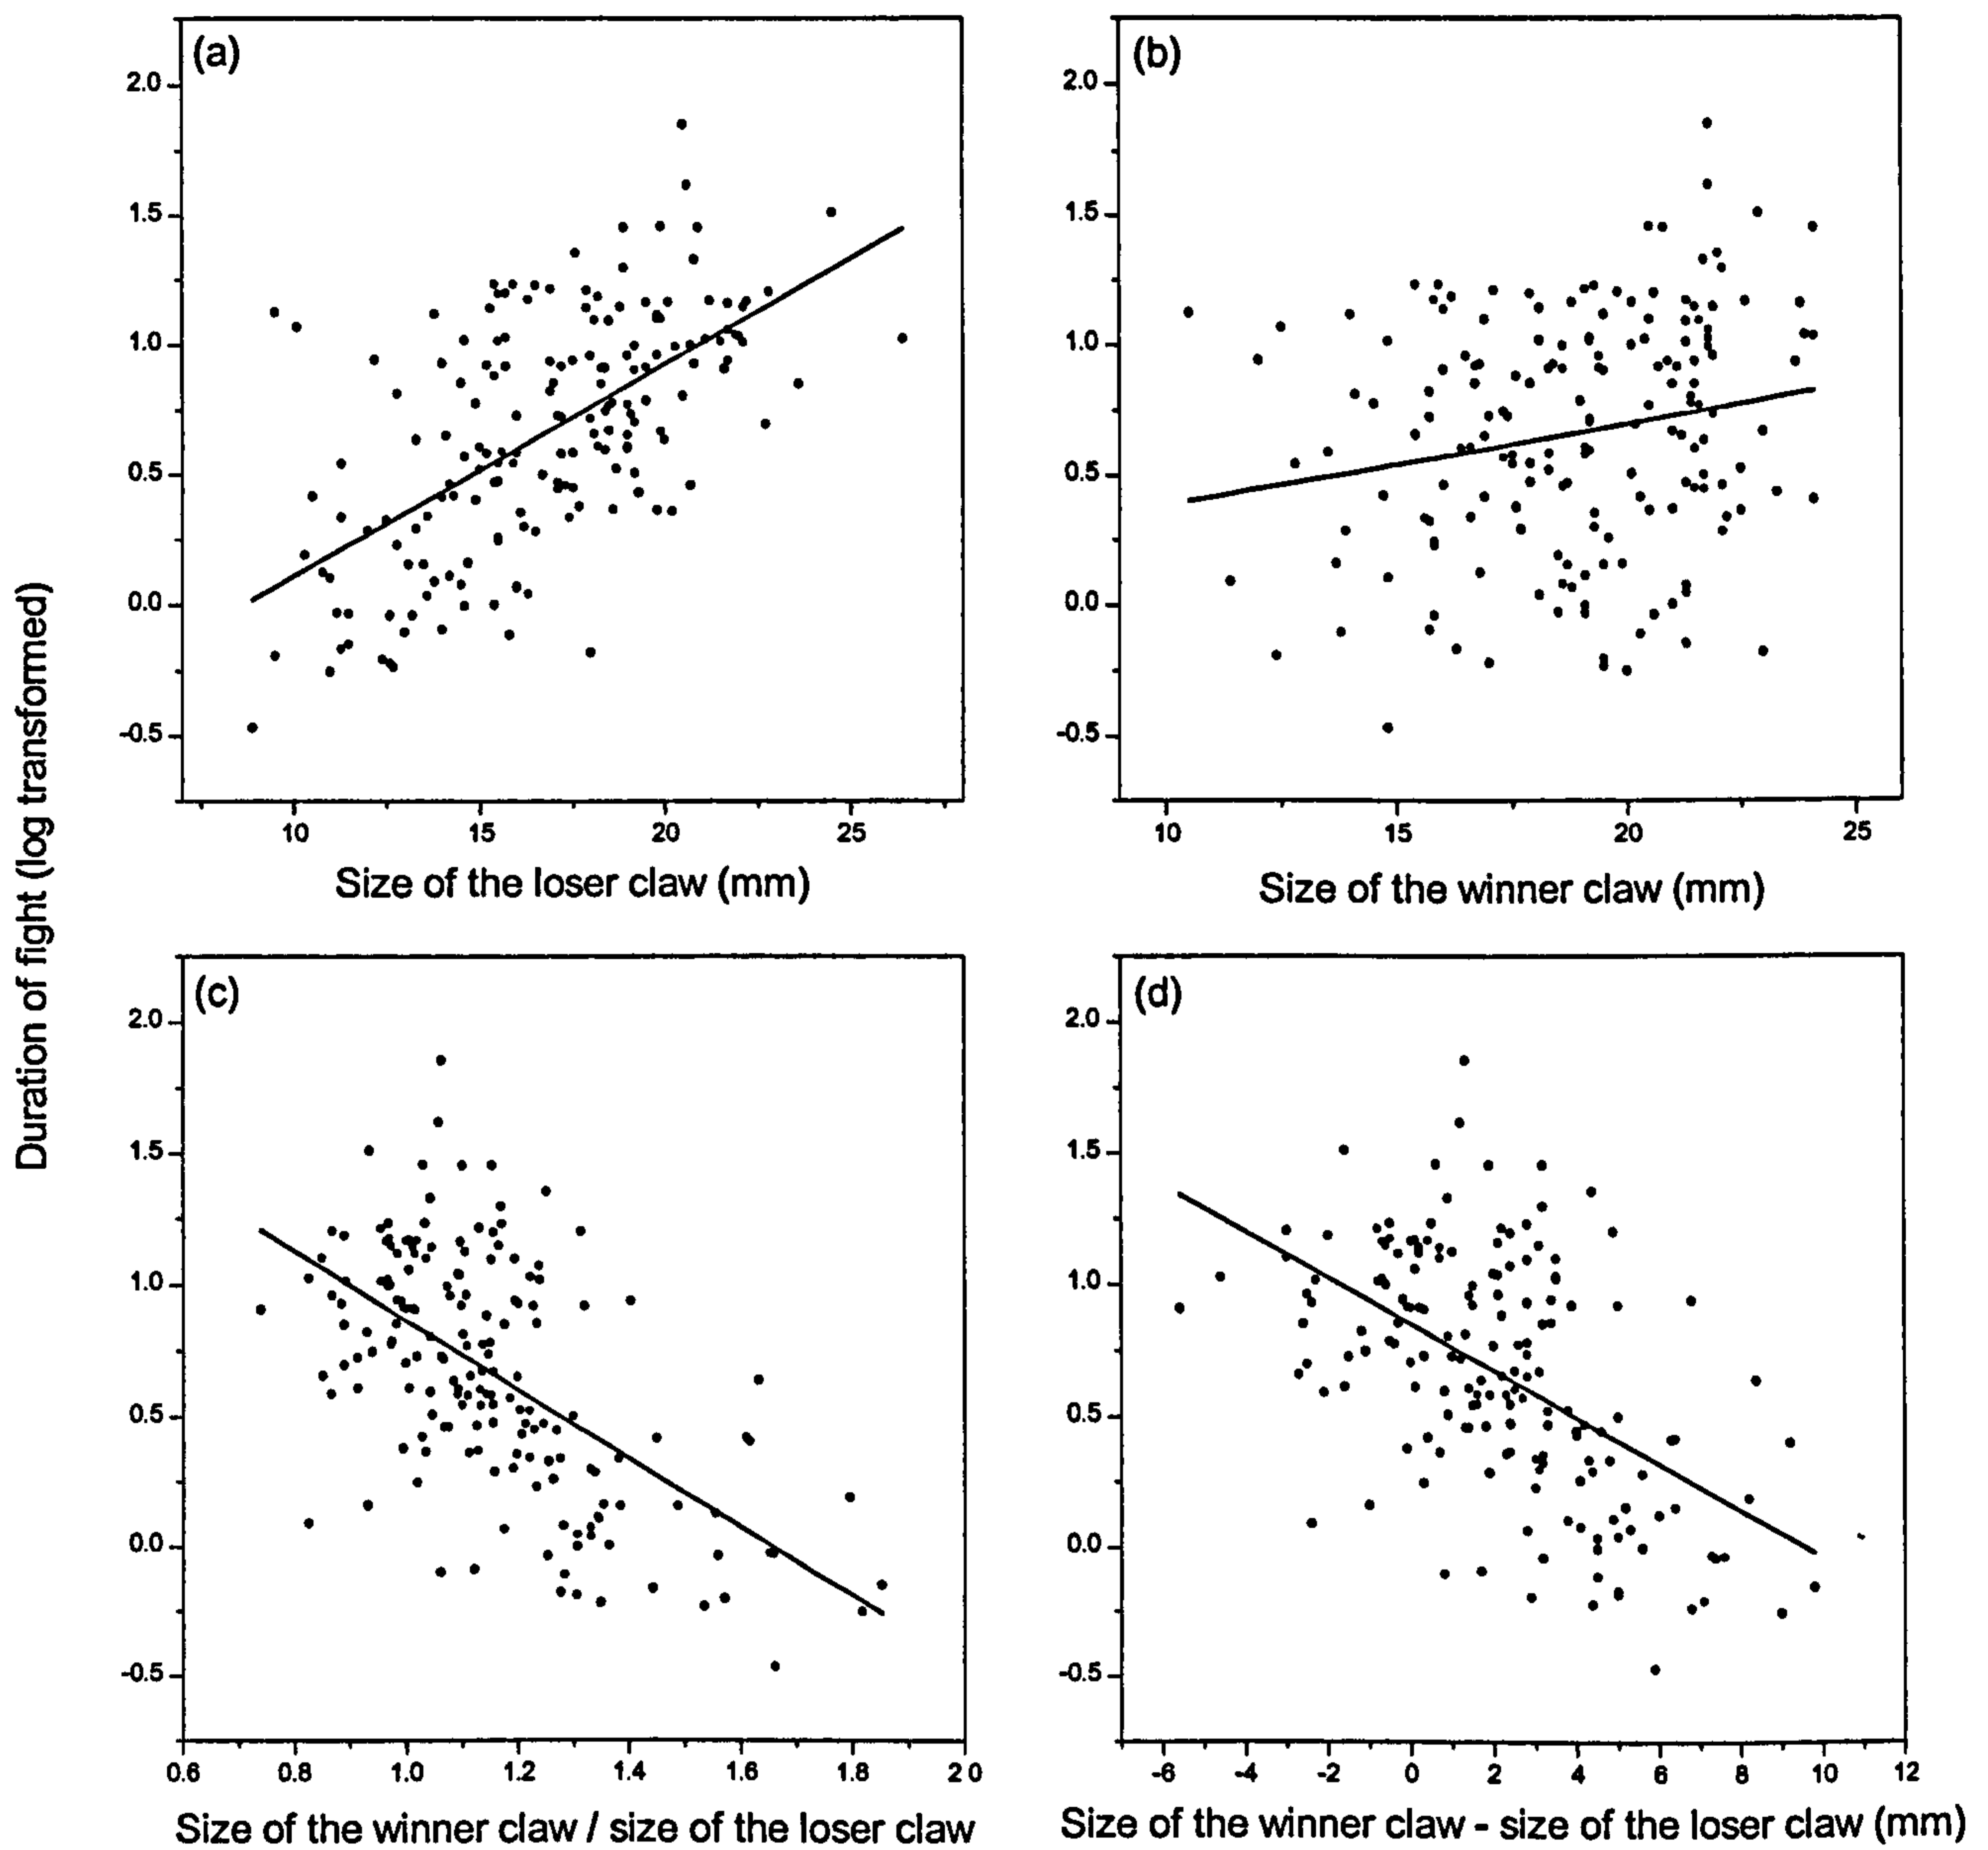 Duration of fight (log transformed)
(a)
2.0
1.5
1.0
0.5
0.0
-0.5
10 15 20 25
Size of the loser claw (mm)
(b)
2.0
1.5
1.0
0.5
0.0
-0.5
10 15 20 25
Size of the winner claw (mm)
(c)
2.0
1.5
1.0
0.5
0.0
-0.5
0.6 0.8 1.0 1.2 1.4 1.6 1.8 2 0
Size of the winner claw / size of the loser claw
(d)
2.0
1.5
1.0
0.5
0.0
-0.5
-6 -4 -2 0 2 4 6 8 10 12
Size of the winner claw - size of the loser claw (mm)